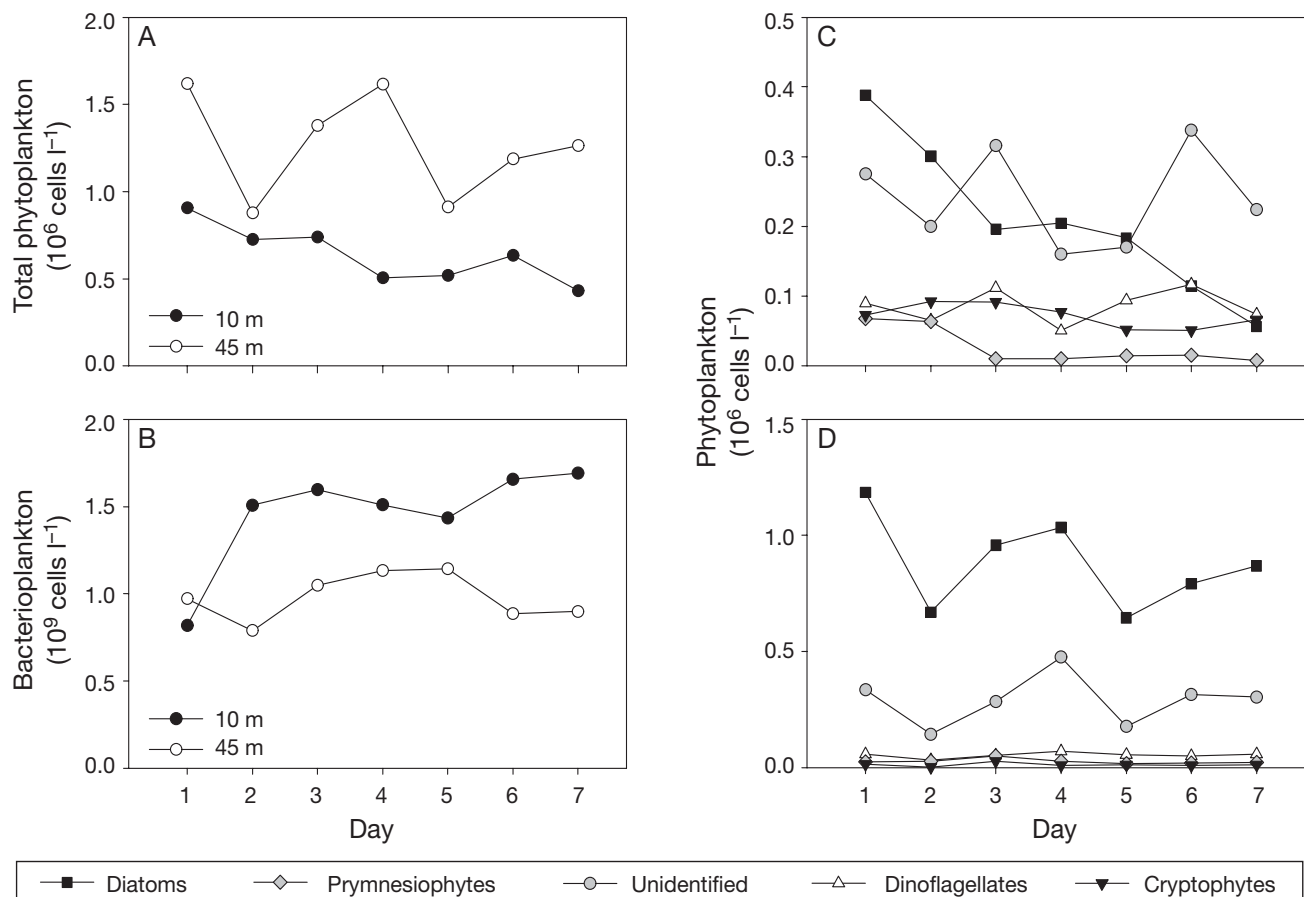 A
Total phytoplankton
(10⁶ cells l⁻¹)
2.0
1.5
1.0
0.5
0.0
10 m
45 m
B
Bacterioplankton
(10⁹ cells l⁻¹)
2.0
1.5
1.0
0.5
0.0
10 m
45 m
1 2 3 4 5 6 7
Day
C
Phytoplankton
(10⁶ cells l⁻¹)
0.5
0.4
0.3
0.2
0.1
0.0
D
1.5
1.0
0.5
0.0
1 2 3 4 5 6 7
Day
Diatoms Prymnesiophytes Unidentified Dinoflagellates Cryptophytes